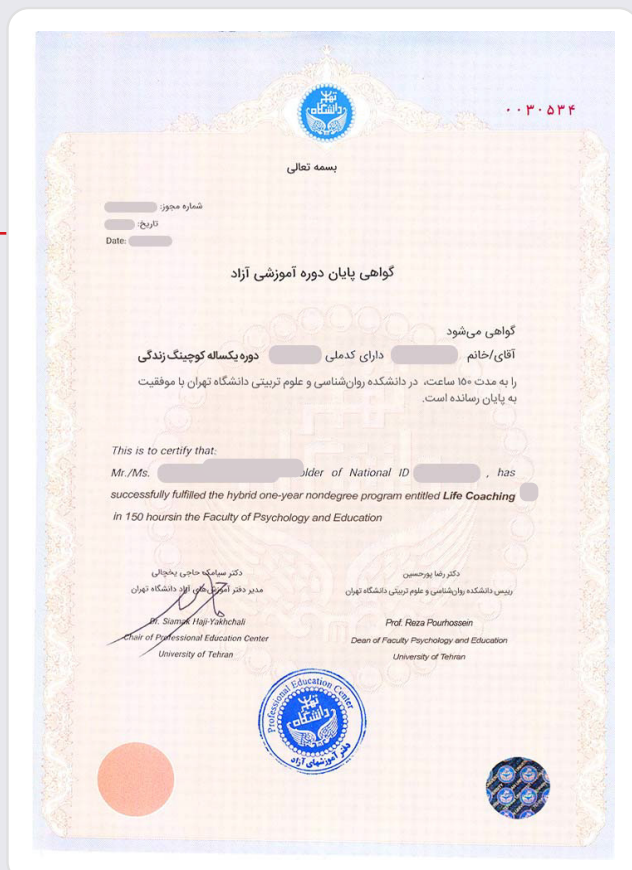 ۰۰۳۰۵۳۴
تهران
دانشگاه
بسمه تعالی
شماره مجوز:
تاریخ:
Date:
گواهی پایان دوره آموزشی آزاد
گواهی می‌شود
آقای/خانم دارای کدملی دوره یکساله کوچینگ زندگی
را به مدت ۱۵۰ ساعت، در دانشکده روان‌شناسی و علوم تربیتی دانشگاه تهران با موفقیت
به پایان رسانده است.
This is to certify that:
Mr./Ms. older of National ID , has
successfully fulfilled the hybrid one-year nondegree program entitled Life Coaching
in 150 hoursin the Faculty of Psychology and Education
دکتر رضا پورحسین
رییس دانشکده روان‌شناسی و علوم تربیتی دانشگاه تهران
Prof. Reza Pourhossein
Dean of Faculty Psychology and Education
University of Tehran
دکتر سیامک حاجی یخچالی
مدیر دفتر آموزش‌های آزاد دانشگاه تهران
Dr. Siamak Haji-Yakhchali
Chair of Professional Education Center
University of Tehran
Professional Education Center
تهران
دانشگاه
دفتر آموزشهای آزاد